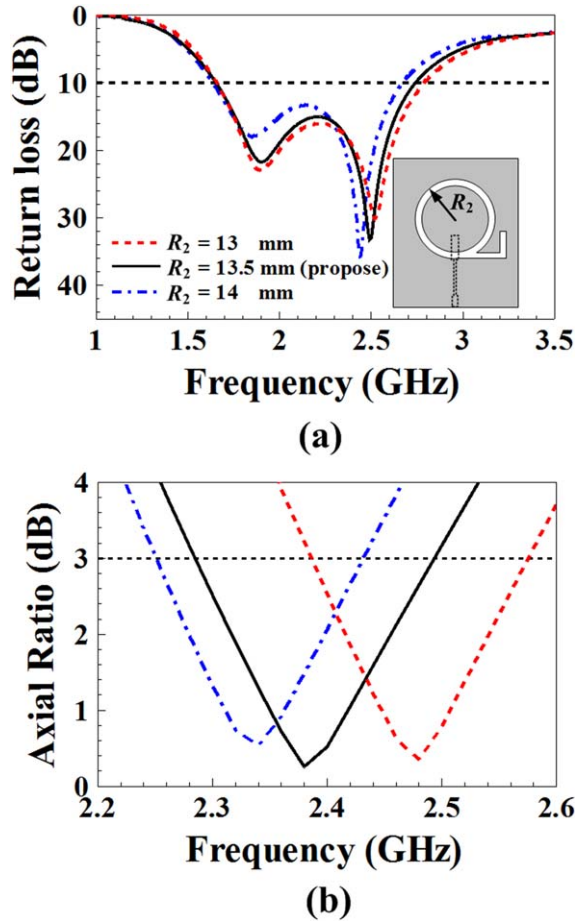 0
10
20
30
40
Return loss (dB)
R2
R2 = 13 mm
R2 = 13.5 mm (propose)
R2 = 14 mm
1 1.5 2 2.5 3 3.5
Frequency (GHz)
(a)
4
3
2
1
0
Axial Ratio (dB)
2.2 2.3 2.4 2.5 2.6
Frequency (GHz)
(b)